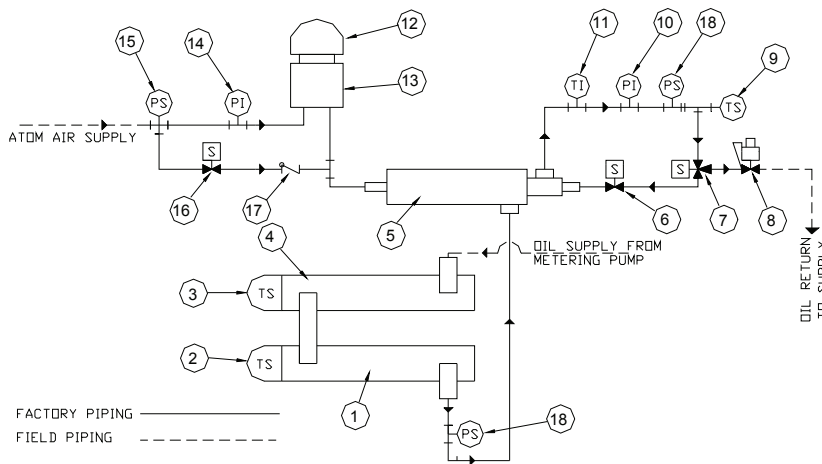 12
15
14
11
10
18
9
13
PS
PI
TI
PI
PS
TS
ATOM AIR SUPPLY
S
S
S
16
17
5
6
7
8
4
OIL SUPPLY FROM
METERING PUMP
OIL RETURN
TO SUPPLY
3
TS
2
TS
1
18
PS
FACTORY PIPING
FIELD PIPING